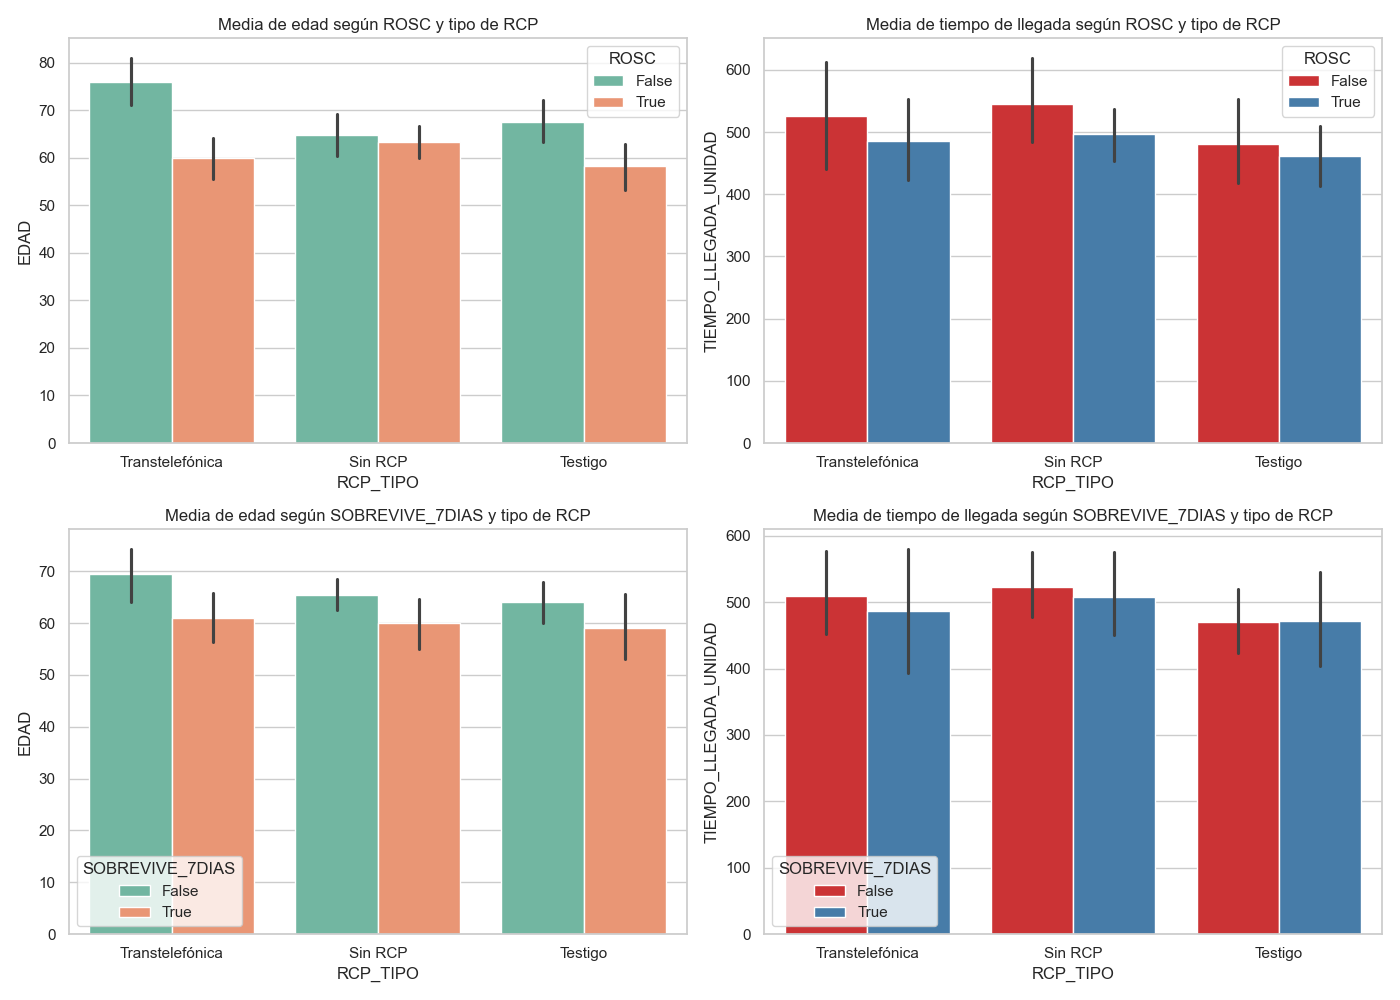 Media de edad según ROSC y tipo de RCP
ROSC
False
True
80
70
60
50
40
30
20
10
0
EDAD
Transtelefónica Sin RCP Testigo
RCP_TIPO
Media de tiempo de llegada según ROSC y tipo de RCP
ROSC
False
True
600
500
400
300
200
100
0
TIEMPO_LLEGADA_UNIDAD
Transtelefónica Sin RCP Testigo
RCP_TIPO
Media de edad según SOBREVIVE_7DIAS y tipo de RCP
70
60
50
40
30
20
10
0
EDAD
SOBREVIVE_7DIAS
False
True
Transtelefónica Sin RCP Testigo
RCP_TIPO
Media de tiempo de llegada según SOBREVIVE_7DIAS y tipo de RCP
600
500
400
300
200
100
0
TIEMPO_LLEGADA_UNIDAD
SOBREVIVE_7DIAS
False
True
Transtelefónica Sin RCP Testigo
RCP_TIPO